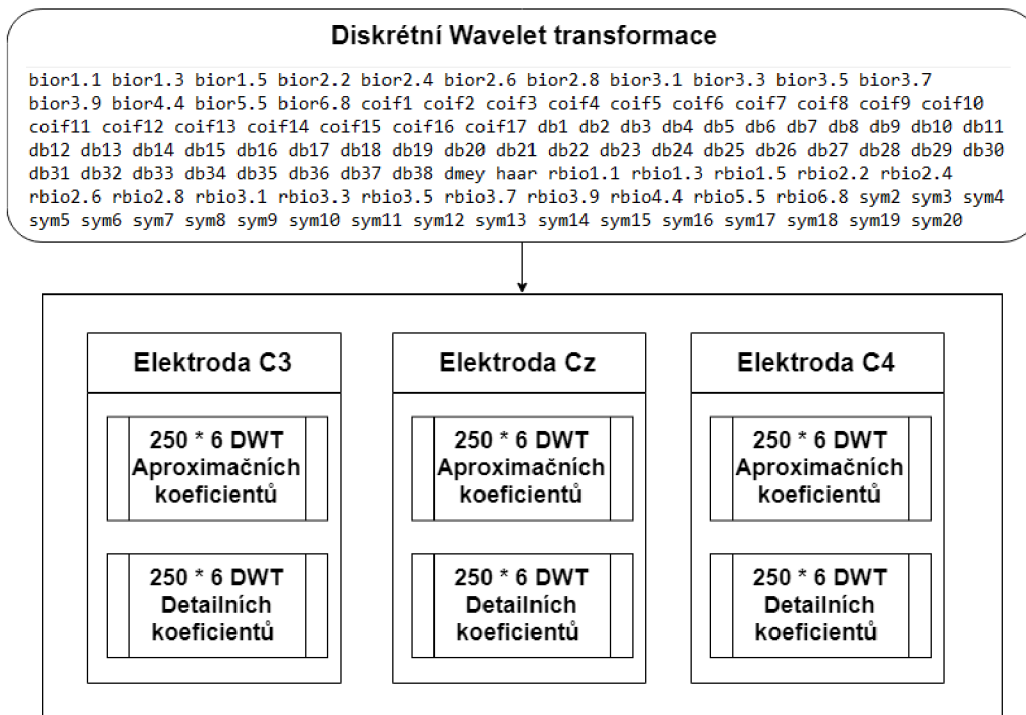 Diskrétní Wavelet transformace
bior1.1 bior1.3 bior1.5 bior2.2 bior2.4 bior2.6 bior2.8 bior3.1 bior3.3 bior3.5 bior3.7
bior3.9 bior4.4 bior5.5 bior6.8 coif1 coif2 coif3 coif4 coif5 coif6 coif7 coif8 coif9 coif10
coif11 coif12 coif13 coif14 coif15 coif16 coif17 db1 db2 db3 db4 db5 db6 db7 db8 db9 db10 db11
db12 db13 db14 db15 db16 db17 db18 db19 db20 db21 db22 db23 db24 db25 db26 db27 db28 db29 db30
db31 db32 db33 db34 db35 db36 db37 db38 dmey haar rbio1.1 rbio1.3 rbio1.5 rbio2.2 rbio2.4
rbio2.6 rbio2.8 rbio3.1 rbio3.3 rbio3.5 rbio3.7 rbio3.9 rbio4.4 rbio5.5 rbio6.8 sym2 sym3 sym4
sym5 sym6 sym7 sym8 sym9 sym10 sym11 sym12 sym13 sym14 sym15 sym16 sym17 sym18 sym19 sym20
Elektroda C3
250 * 6 DWT
Aproximačních
koeficientů
250 * 6 DWT
Detailních
koeficientů
Elektroda Cz
250 * 6 DWT
Aproximačních
koeficientů
250 * 6 DWT
Detailních
koeficientů
Elektroda C4
250 * 6 DWT
Aproximačních
koeficientů
250 * 6 DWT
Detailních
koeficientů